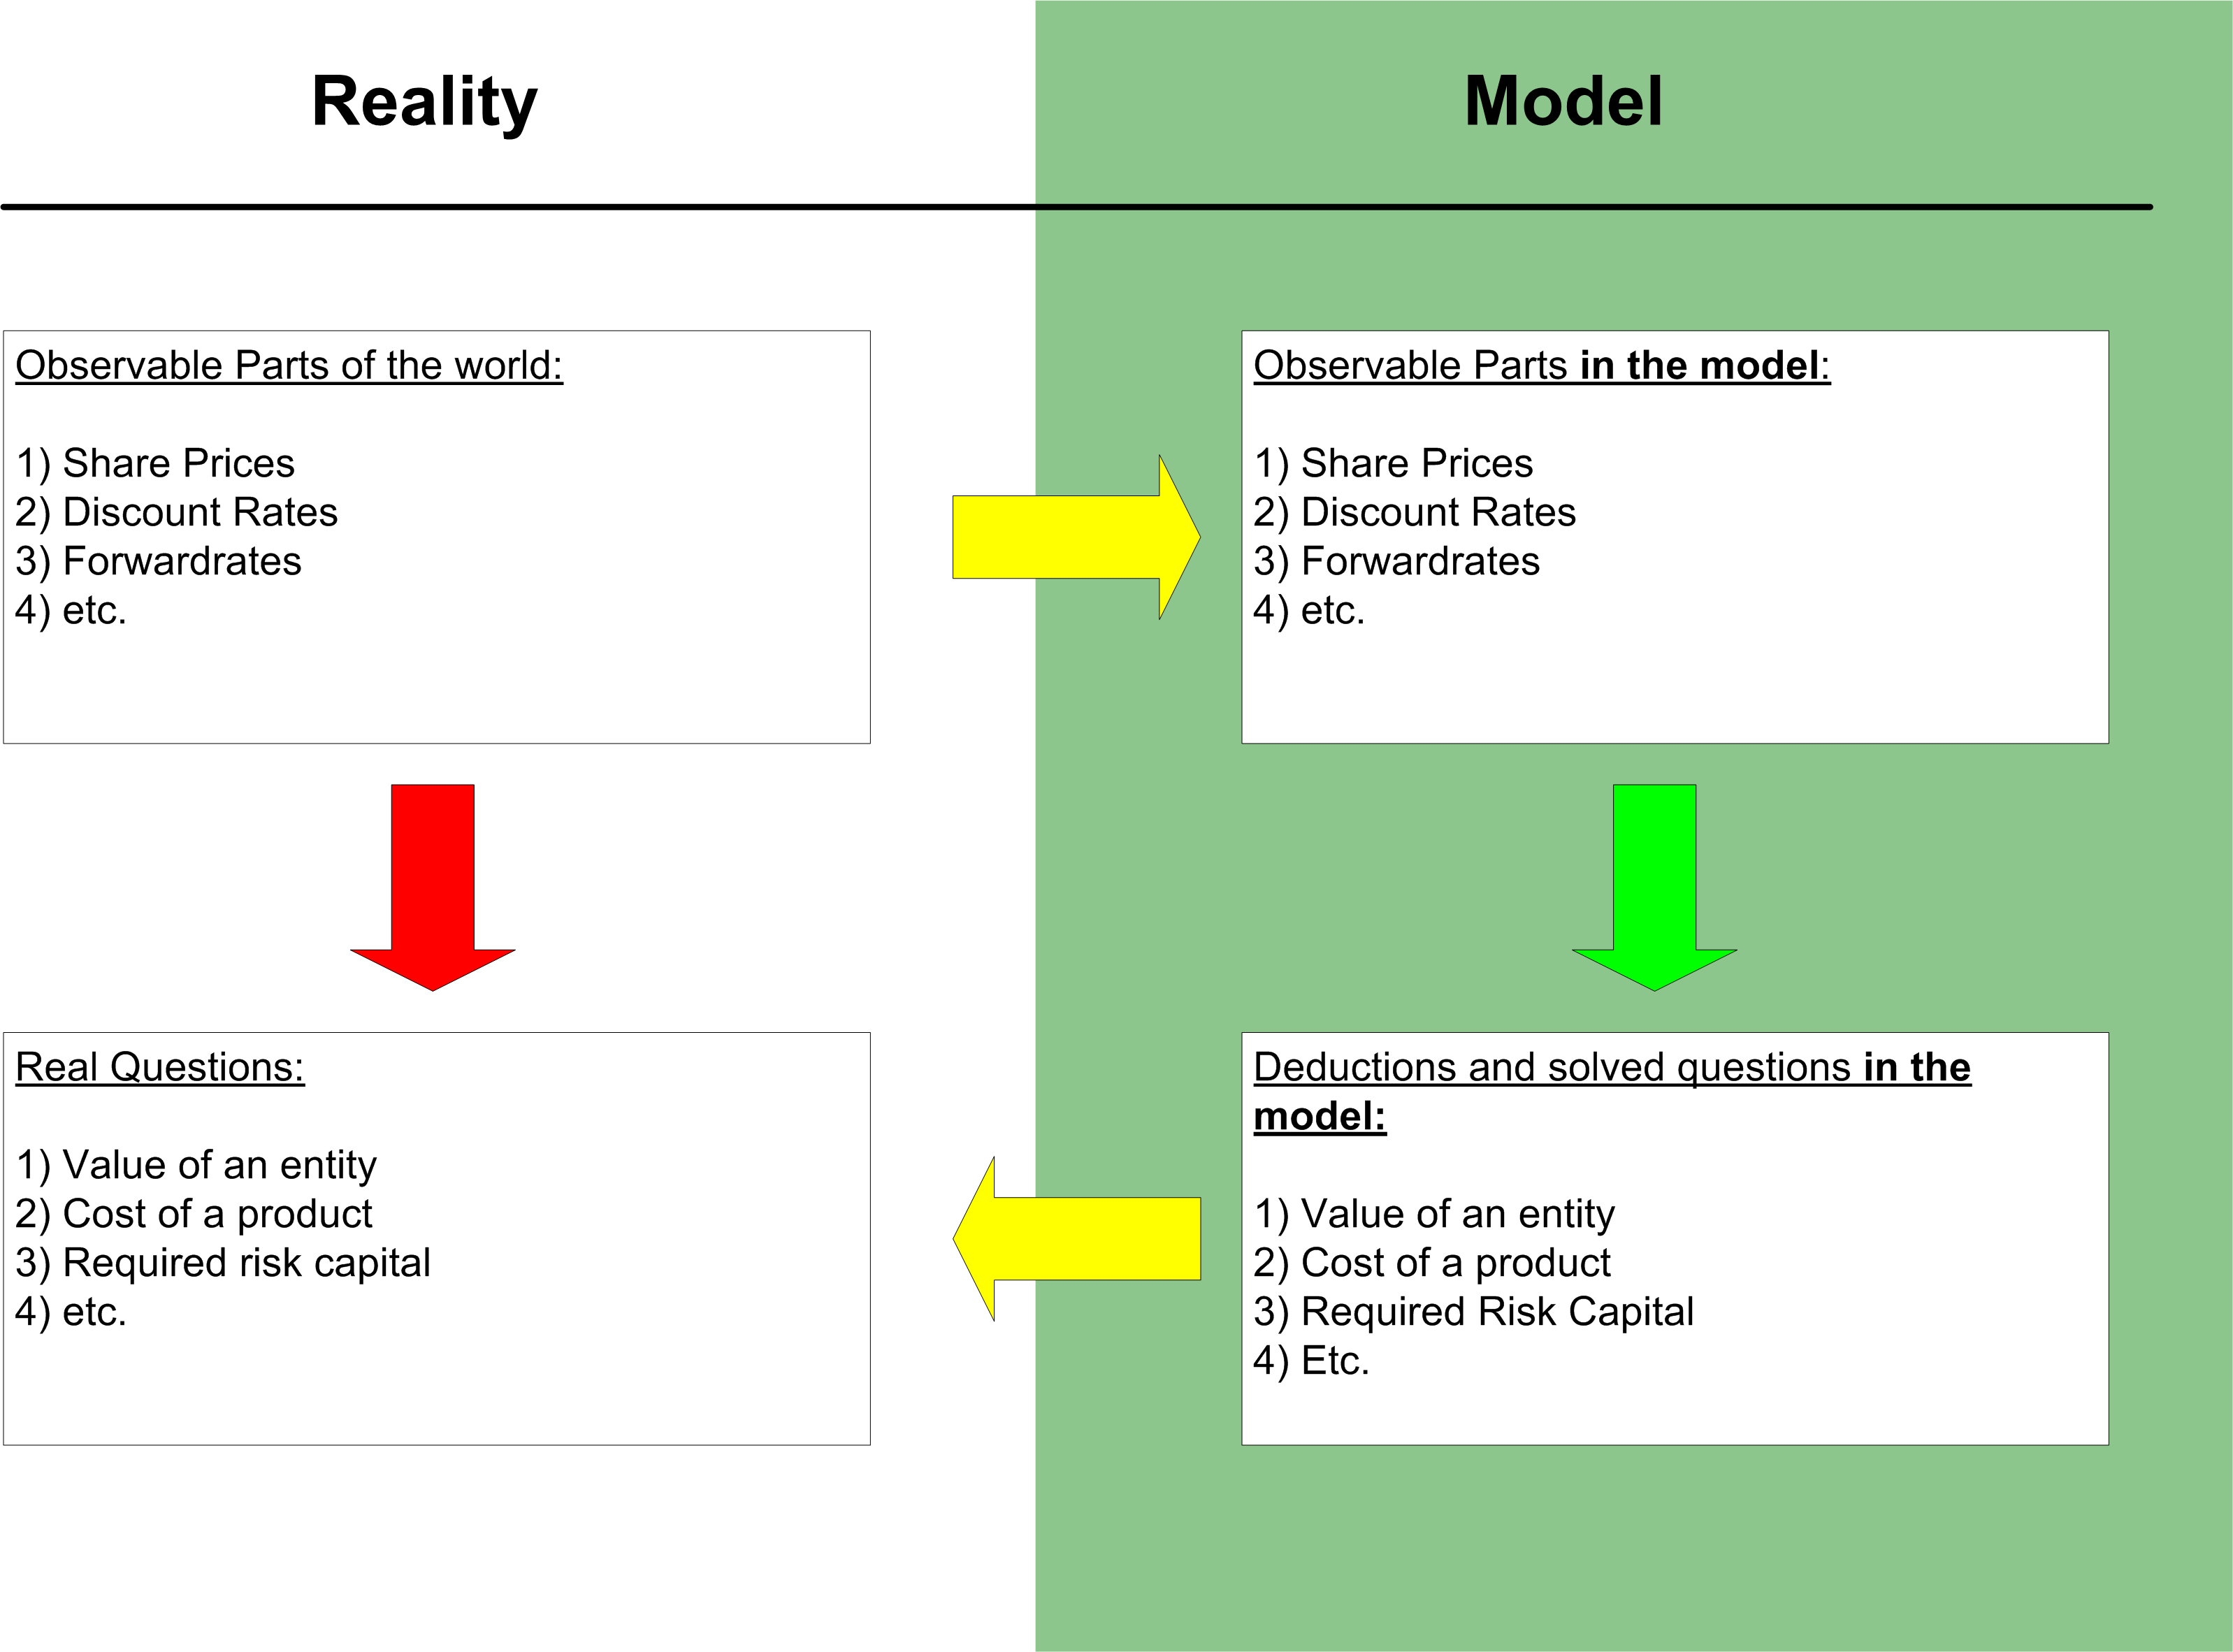 Reality
Model
Observable Parts of the world:
1) Share Prices
2) Discount Rates
3) Forwardrates
4) etc.
Observable Parts in the model:
1) Share Prices
2) Discount Rates
3) Forwardrates
4) etc.
Real Questions:
1) Value of an entity
2) Cost of a product
3) Required risk capital
4) etc.
Deductions and solved questions in the
model:
1) Value of an entity
2) Cost of a product
3) Required Risk Capital
4) Etc.